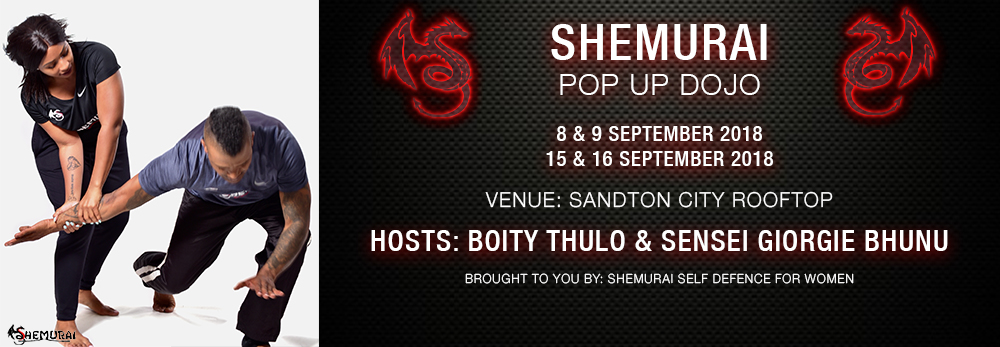 SHEMURAI
POP UP DOJO
8 & 9 SEPTEMBER 2018
15 & 16 SEPTEMBER 2018
VENUE: SANDTON CITY ROOFTOP
HOSTS: BOITY THULO & SENSEI GIORGIE BHUNU
BROUGHT TO YOU BY: SHEMURAI SELF DEFENCE FOR WOMEN
SHEMURAI